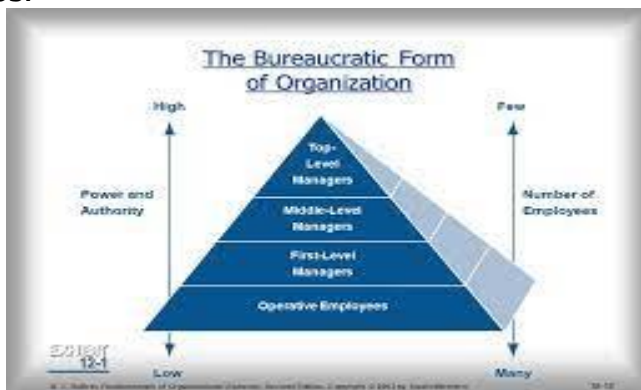 The Bureaucratic Form
of Organization
High
Few
Power and
Authority
Number of
Employees
Top-
Level
Managers
Middle-Level
Managers
First-Level
Managers
Operative Employees
EXHIBIT
12-1
Low
Many